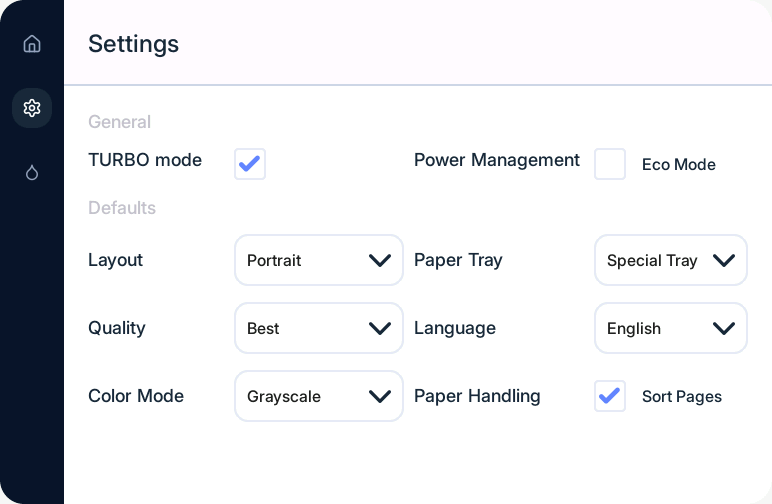 Settings
General
TURBO mode
Power Management
Eco Mode
Defaults
Layout
Portrait
Paper Tray
Special Tray
Quality
Best
Language
English
Color Mode
Grayscale
Paper Handling
Sort Pages